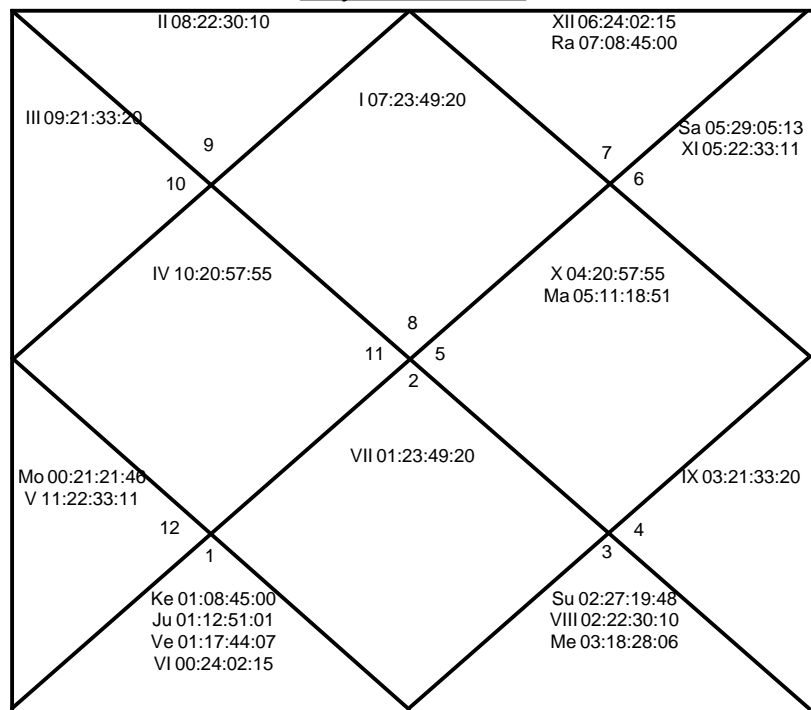 II 08:22:30:10
XII 06:24:02:15
Ra 07:08:45:00
I 07:23:49:20
III 09:21:33:20
Sa 05:29:05:13
XI 05:22:33:11
9
7
10
6
IV 10:20:57:55
X 04:20:57:55
Ma 05:11:18:51
8
11
5
2
VII 01:23:49:20
Mo 00:21:21:46
V 11:22:33:11
IX 03:21:33:20
12
4
1
3
Ke 01:08:45:00
Ju 01:12:51:01
Ve 01:17:44:07
VI 00:24:02:15
Su 02:27:19:48
VIII 02:22:30:10
Me 03:18:28:06